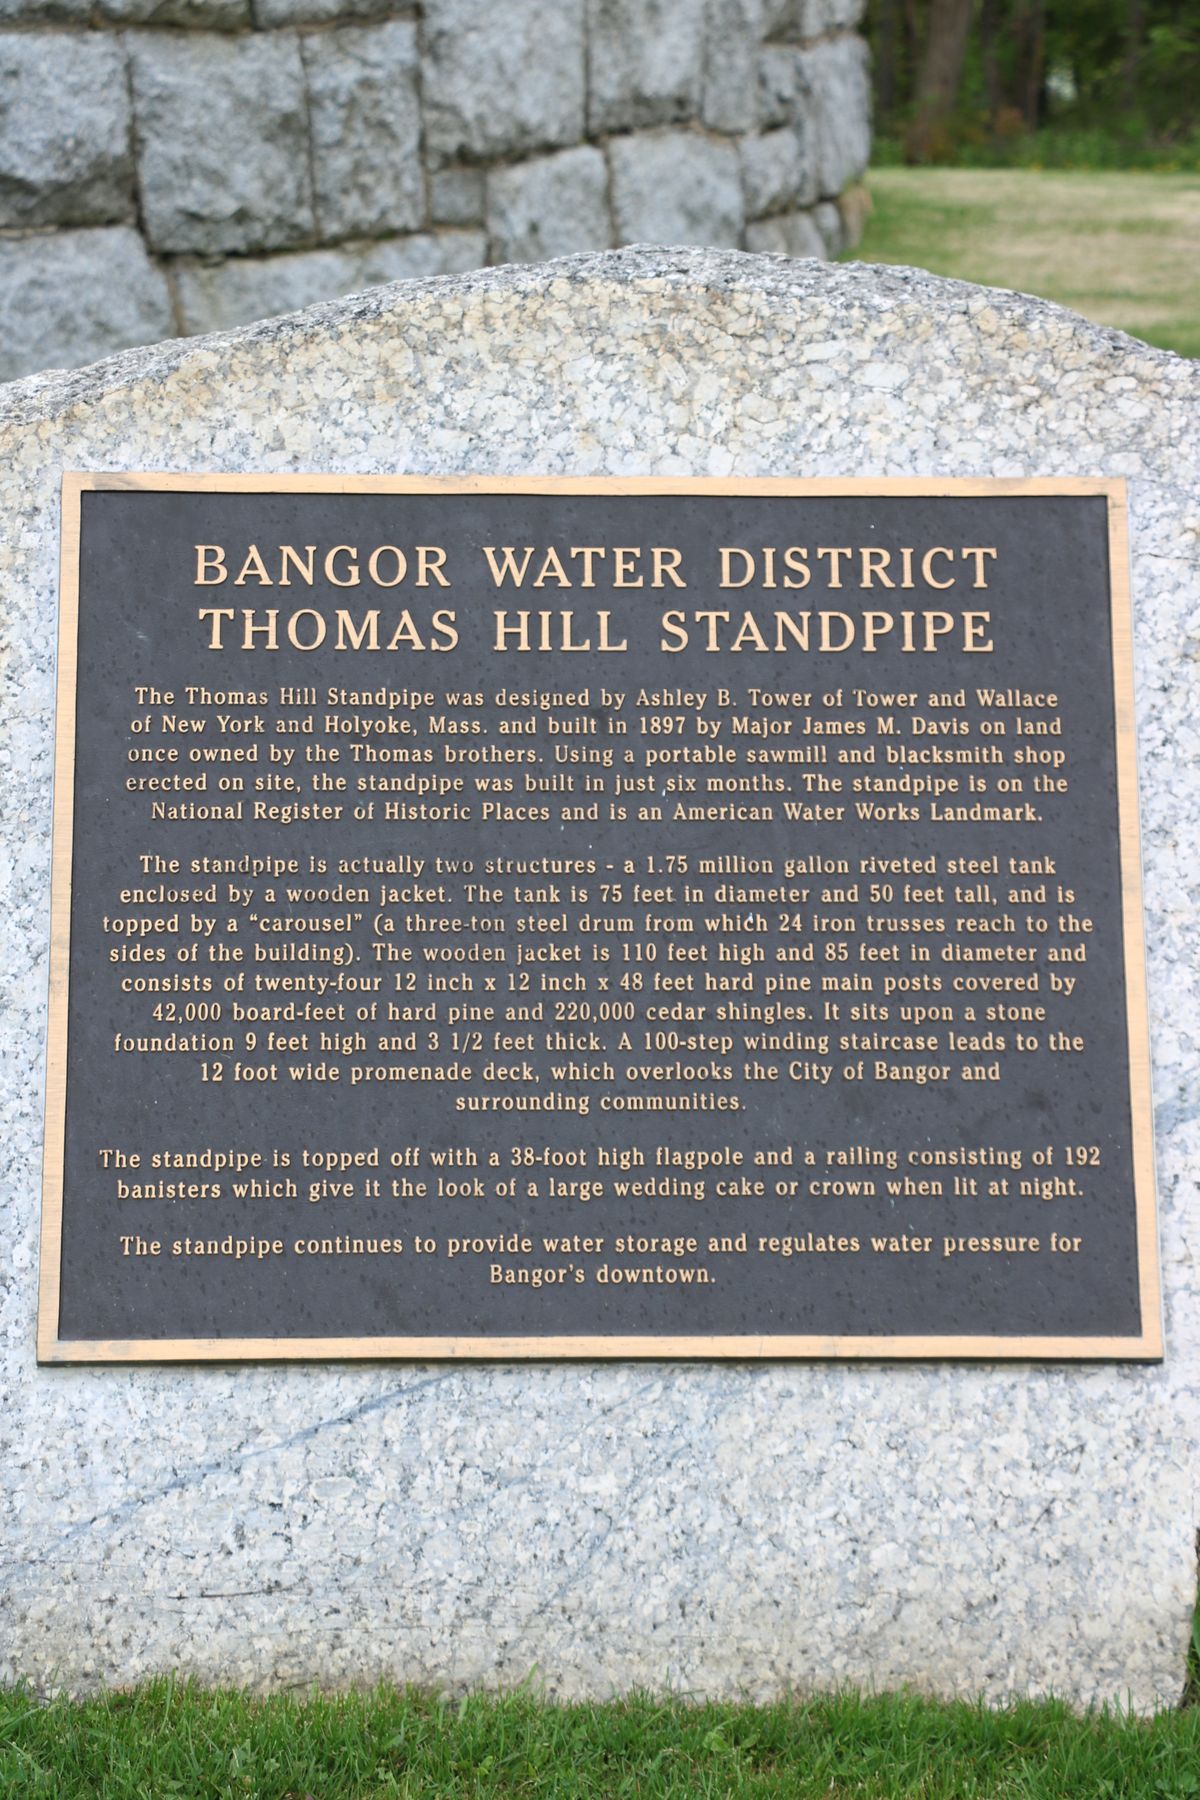 BANGOR WATER DISTRICT
THOMAS HILL STANDPIPE
The Thomas Hill Standpipe was designed by Ashley B. Tower of Tower and Wallace
of New York and Holyoke, Mass. and built in 1897 by Major James M. Davis on land
once owned by the Thomas brothers. Using a portable sawmill and blacksmith shop
erected on site, the standpipe was built in just six months. The standpipe is on the
National Register of Historic Places and is an American Water Works Landmark.
The standpipe is actually two structures - a 1.75 million gallon riveted steel tank
enclosed by a wooden jacket. The tank is 75 feet in diameter and 50 feet tall, and is
topped by a "carousel" (a three-ton steel drum from which 24 iron trusses reach to the
sides of the building). The wooden jacket is 110 feet high and 85 feet in diameter and
consists of twenty-four 12 inch x 12 inch x 48 feet hard pine main posts covered by
42,000 board-feet of hard pine and 220,000 cedar shingles. It sits upon a stone
foundation 9 feet high and 3 1/2 feet thick. A 100-step winding staircase leads to the
12 foot wide promenade deck, which overlooks the City of Bangor and
surrounding communities.
The standpipe is topped off with a 38-foot high flagpole and a railing consisting of 192
banisters which give it the look of a large wedding cake or crown when lit at night.
The standpipe continues to provide water storage and regulates water pressure for
Bangor's downtown.